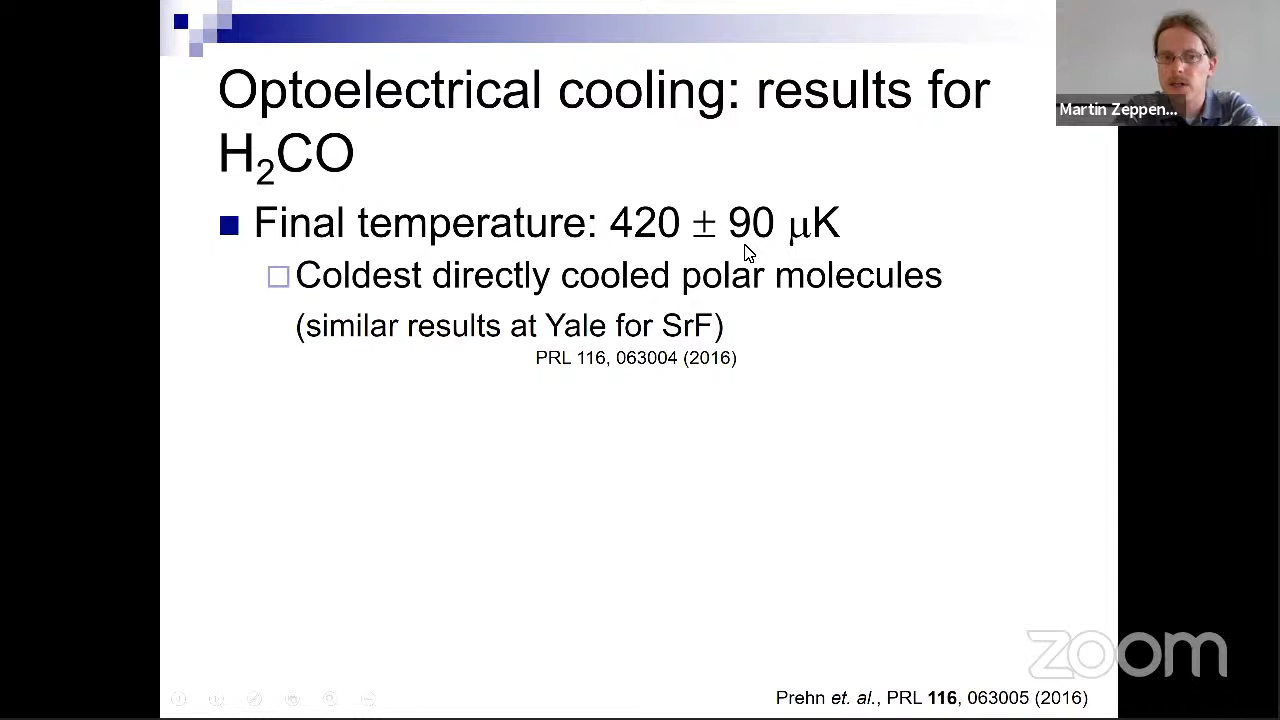 Optoelectrical cooling: results for
H₂CO
Final temperature: 420 ± 90 μK
Coldest directly cooled polar molecules
(similar results at Yale for SrF)
PRL 116, 063004 (2016)
Prehn et. al., PRL 116, 063005 (2016)
Martin Zeppen...
zoom